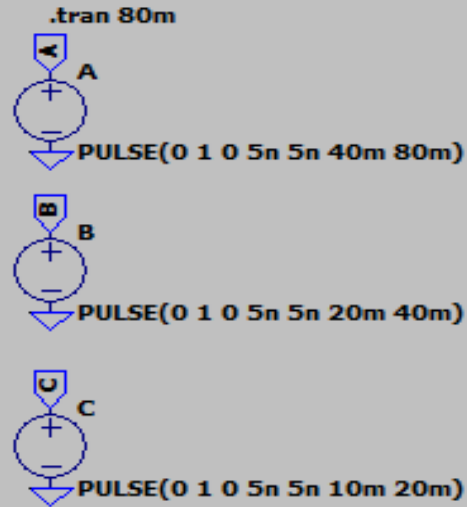 .tran 80m
A
A
PULSE(0 1 0 5n 5n 40m 80m)
B
B
PULSE(0 1 0 5n 5n 20m 40m)
C
C
PULSE(0 1 0 5n 5n 10m 20m)